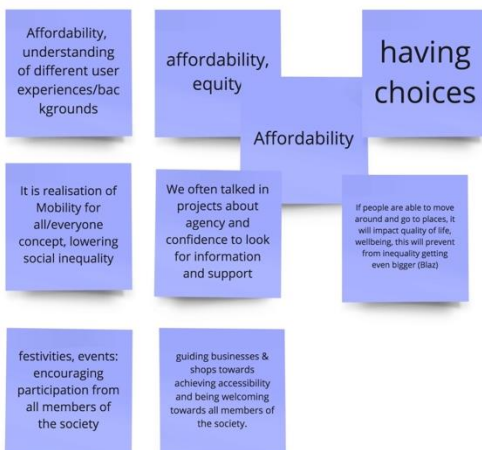 Affordability,
understanding
of different user
experiences/bac
kgrounds
affordability,
equity
having
choices
Affordability
It is realisation of
Mobility for
all/everyone
concept, lowering
social inequality
We often talked in
projects about
agency and
confidence to look
for information
and support
If people are able to move
around and go to places, it
will impact quality of life,
wellbeing, this will prevent
from inequality getting
even bigger (Blaz)
festivities, events:
encouraging
participation from
all members of
the society
guiding businesses &
shops towards
achieving accessibility
and being welcoming
towards all members of
the society.